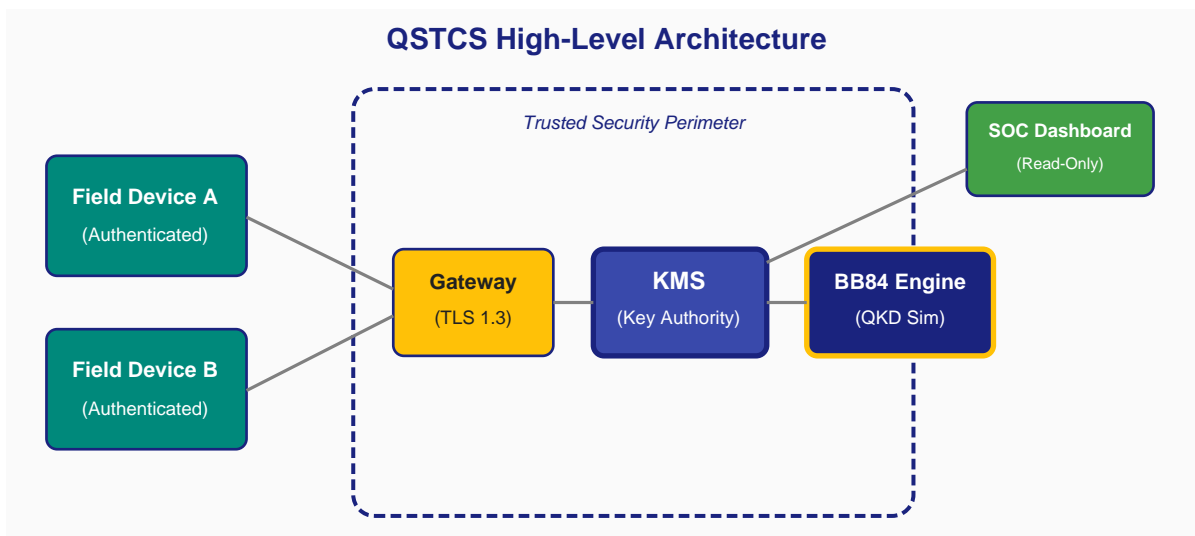 QSTCS High-Level Architecture
Trusted Security Perimeter
SOC Dashboard
(Read-Only)
Field Device A
(Authenticated)
Gateway
(TLS 1.3)
KMS
(Key Authority)
BB84 Engine
(QKD Sim)
Field Device B
(Authenticated)